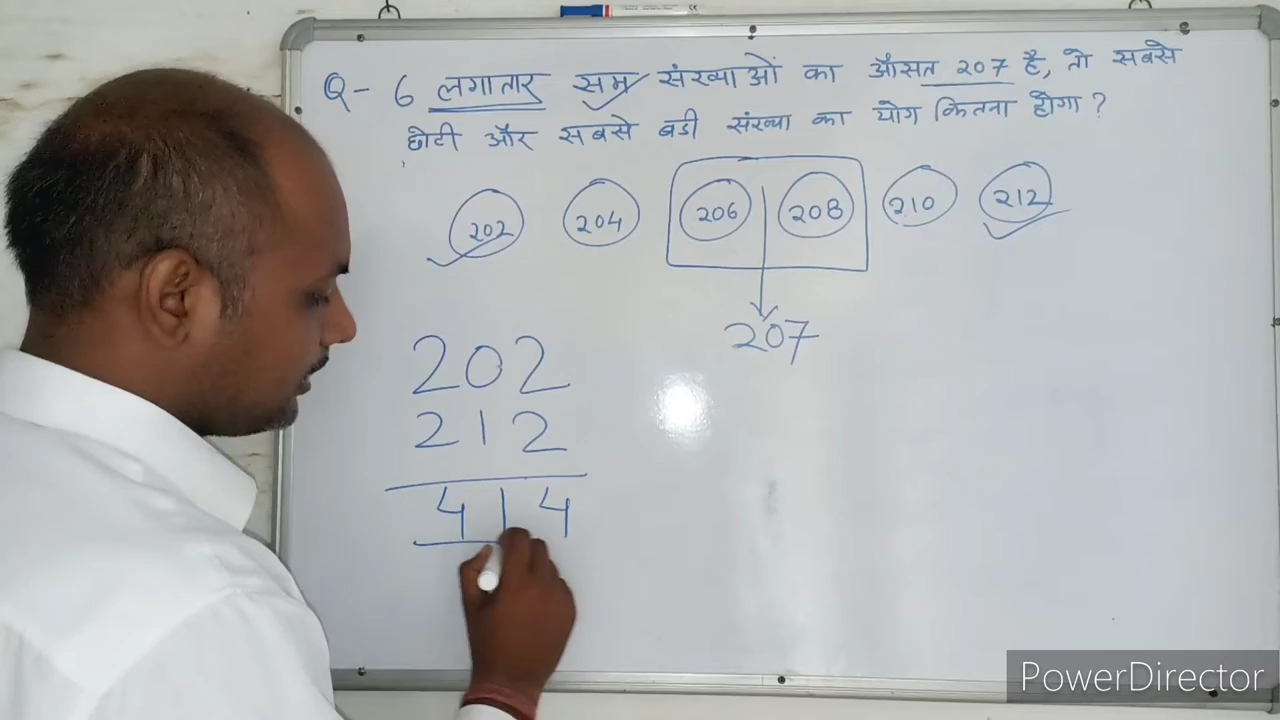 Q- 6 लगातार सम संख्याओं का औसत 207 है, तो सबसे
छोटी और सबसे बडी संख्या का योग कितना होगा?
202 204 206 208 210 212
207
202
212
414
PowerDirector